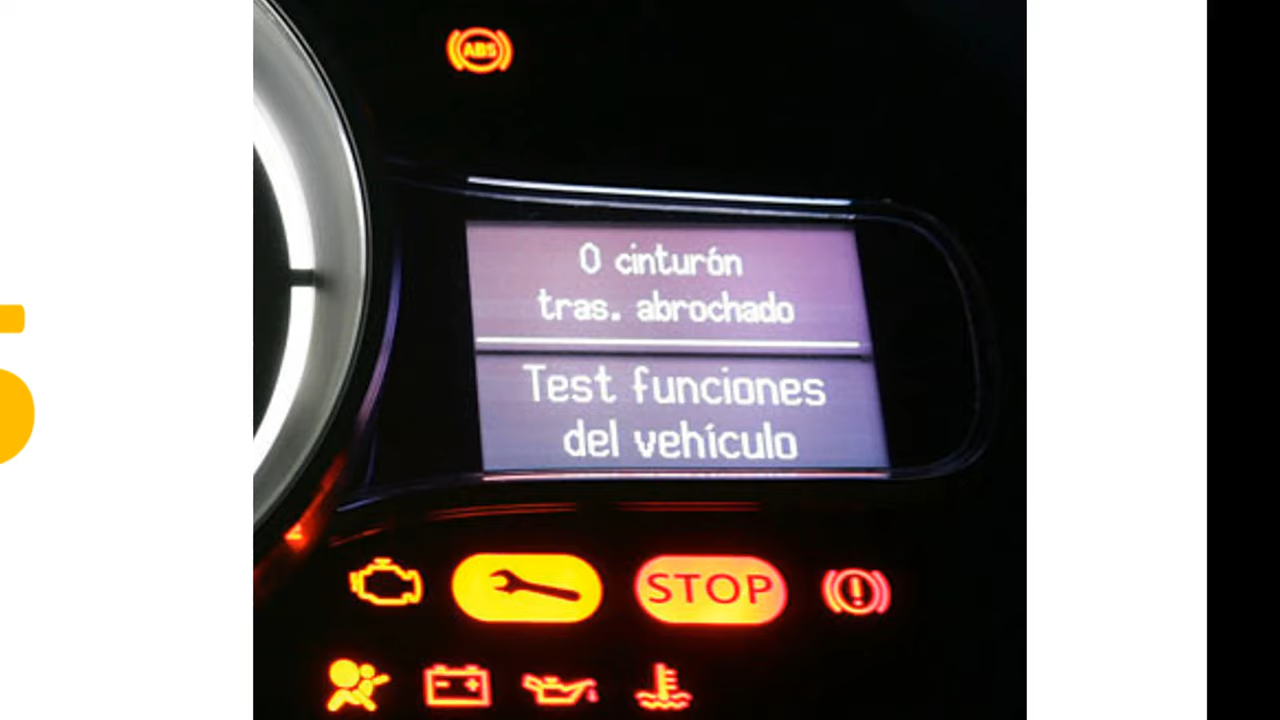 ABS
0 cinturón
tras. abrochado
Test funciones
del vehículo
STOP